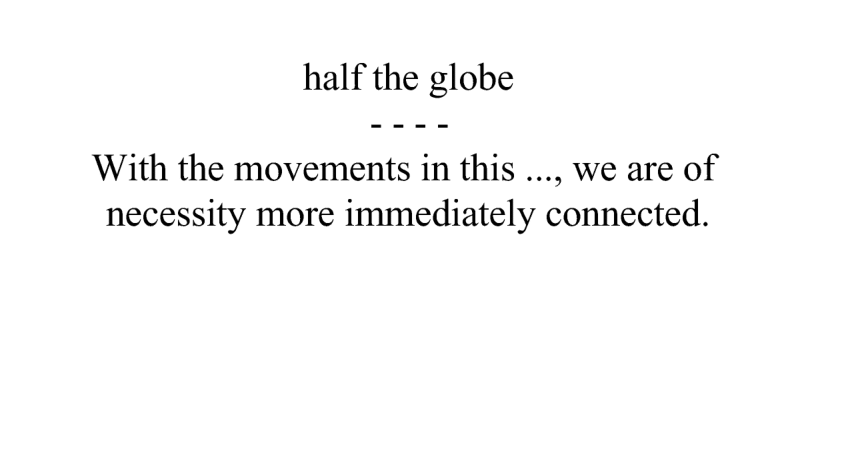 half the globe
- - - -
With the movements in this ..., we are of
necessity more immediately connected.